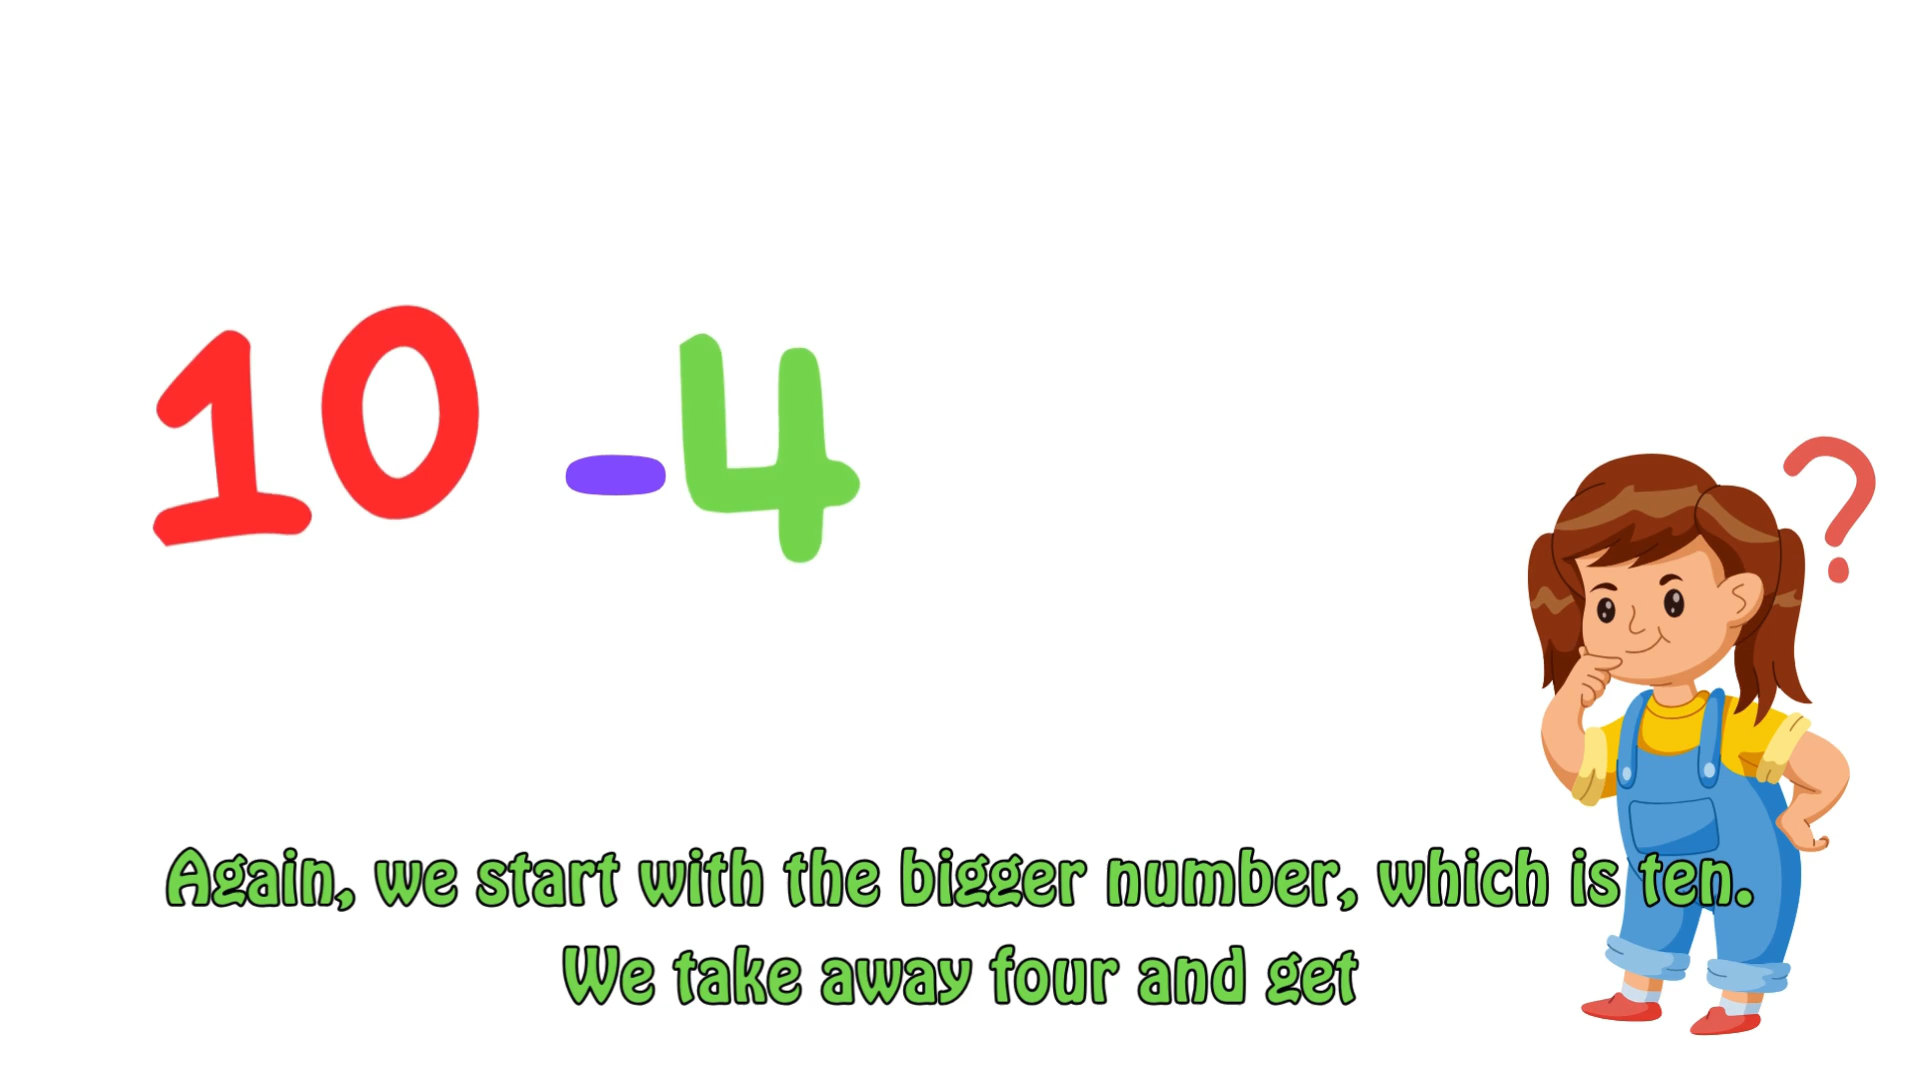 10 - 4
?
Again, we start with the bigger number, which is ten.
We take away four and get